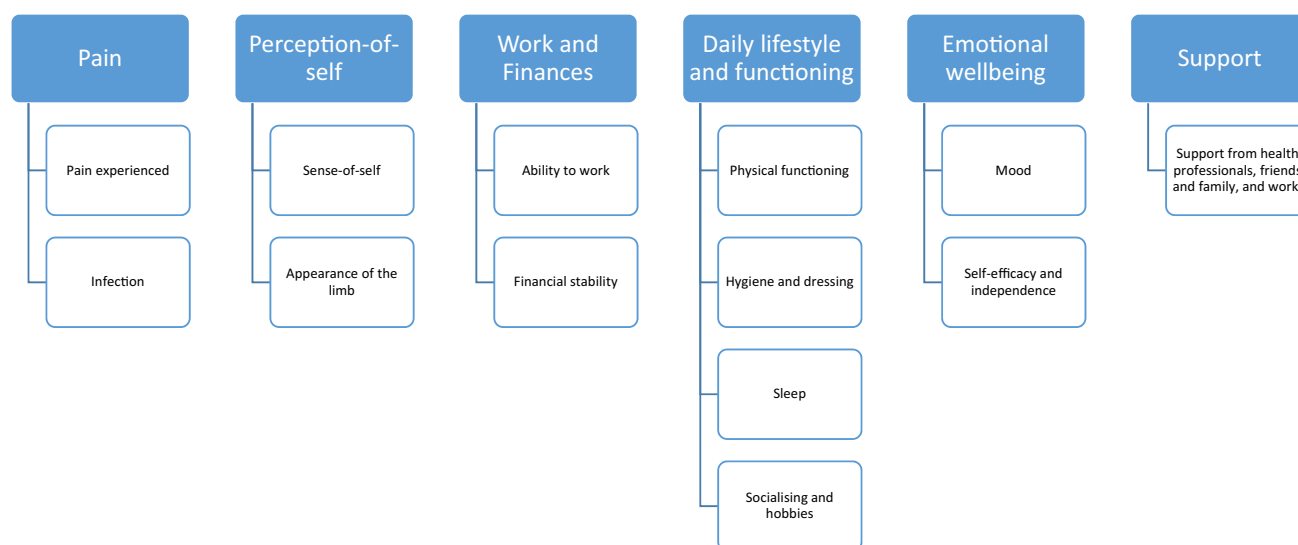 Pain
Pain experienced
Infection
Perception-of-
self
Sense-of-self
Appearance of the
limb
Work and
Finances
Ability to work
Financial stability
Daily lifestyle
and functioning
Physical functioning
Hygiene and dressing
Sleep
Socialising and
hobbies
Emotional
wellbeing
Mood
Self-efficacy and
independence
Support
Support from health
professionals, friends
and family, and work